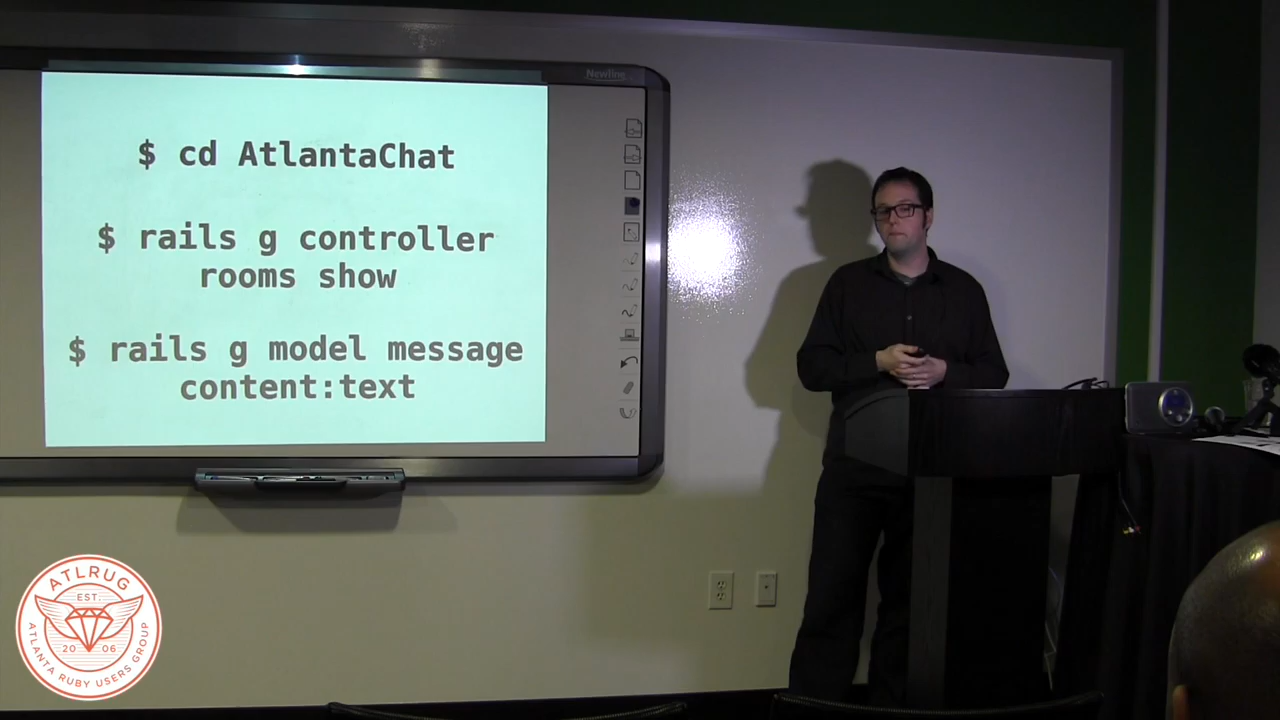 NewLine
$ cd AtlantaChat
$ rails g controller
rooms show
$ rails g model message
content:text
ATLRUG
EST.
20 06
ATLANTA RUBY USERS GROUP